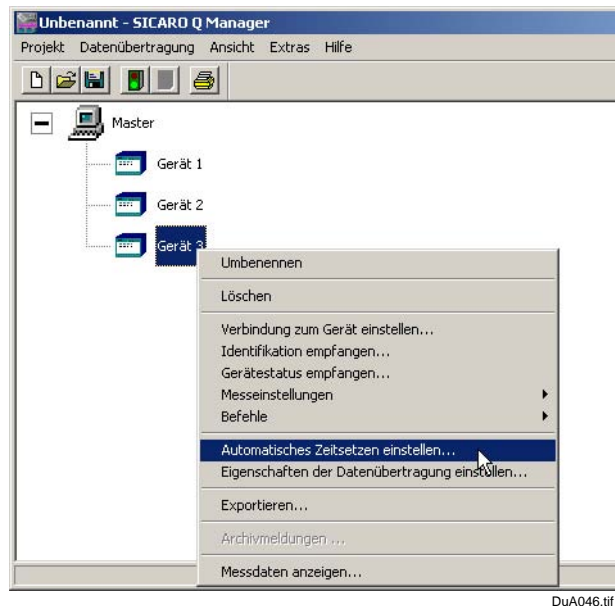 Unbenannt - SICARO Q Manager
Projekt Datenübertragung Ansicht Extras Hilfe
Master
Gerät 1
Gerät 2
Gerät 3
Umbenennen
Löschen
Verbindung zum Gerät einstellen...
Identifikation empfangen...
Gerätestatus empfangen...
Messeinstellungen
Befehle
Automatisches Zeitsetzen einstellen...
Eigenschaften der Datenübertragung einstellen...
Exportieren...
Archivmeldungen ...
Messdaten anzeigen...
DuA046.tif